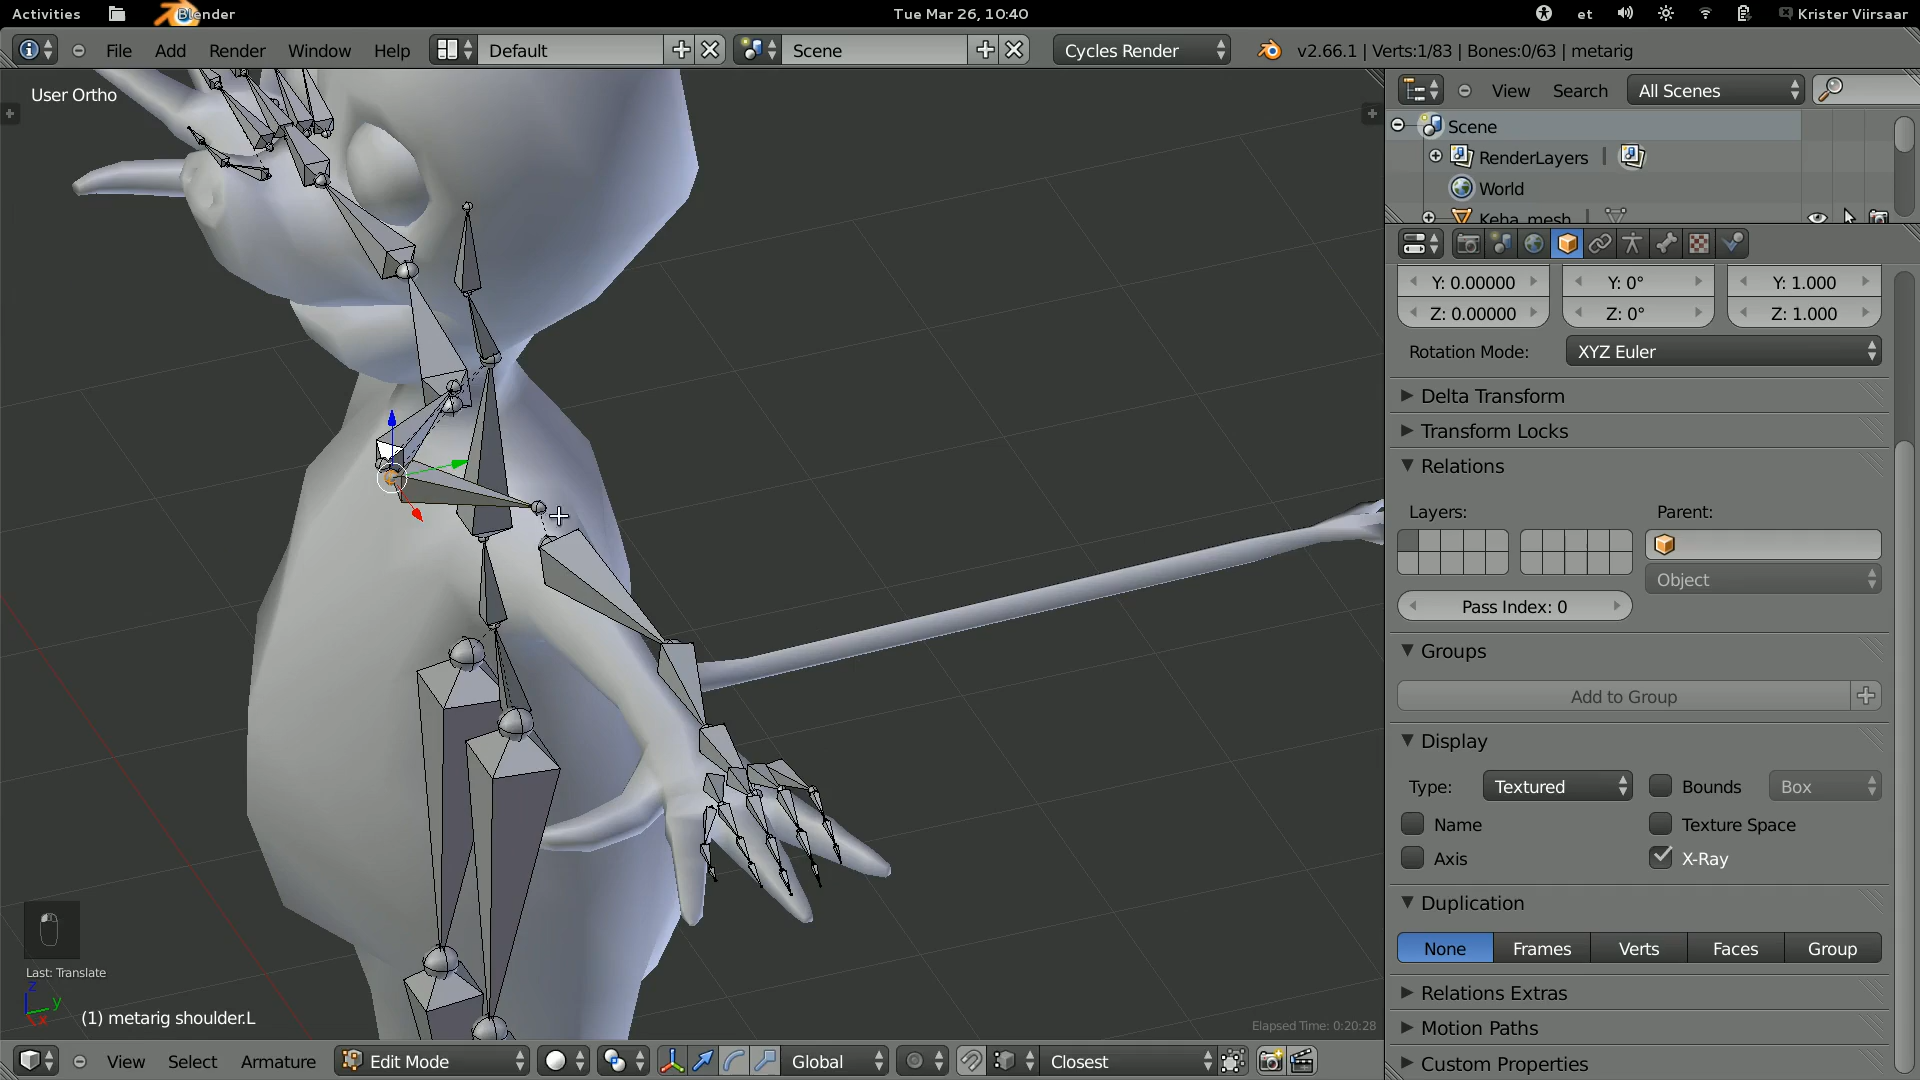 Activities Blender Tue Mar 26, 10:40 et Krister Viirsaar
File Add Render Window Help Default Scene Cycles Render v2.66.1 | Verts:1/83 | Bones:0/63 | metarig
User Ortho
View Search All Scenes
Scene
RenderLayers
World
Keha_mesh
Y: 0.00000 Y: 0° Y: 1.000
Z: 0.00000 Z: 0° Z: 1.000
Rotation Mode: XYZ Euler
Delta Transform
Transform Locks
Relations
Layers: Parent:
Object
Pass Index: 0
Groups
Add to Group
Display
Type: Textured Bounds Box
Name Texture Space
Axis X-Ray
Duplication
None Frames Verts Faces Group
Relations Extras
Motion Paths
Custom Properties
Last: Translate
z
y
x
(1) metarig shoulder.L
Elapsed Time: 0:20:28
View Select Armature Edit Mode Global Closest